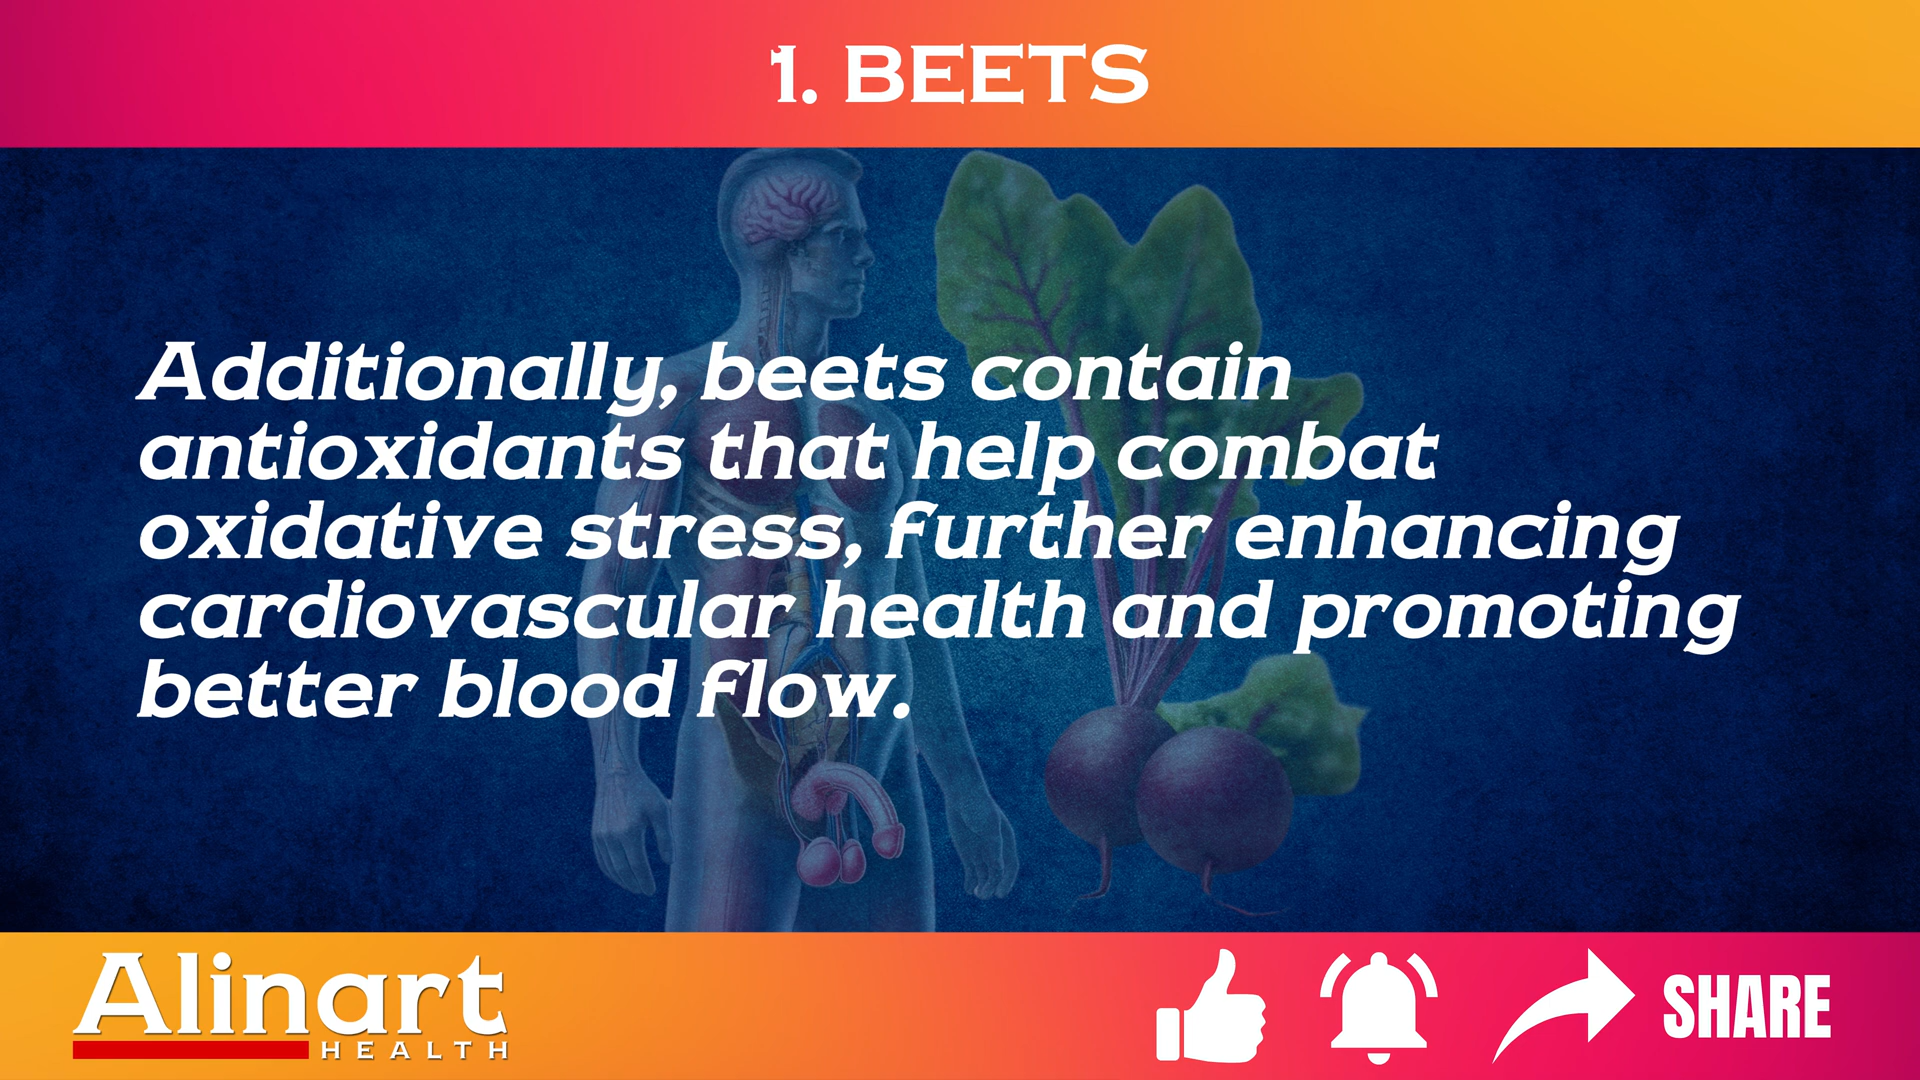 1. BEETS
Additionally, beets contain
antioxidants that help combat
oxidative stress, further enhancing
cardiovascular health and promoting
better blood flow.
Alinart
HEALTH
SHARE